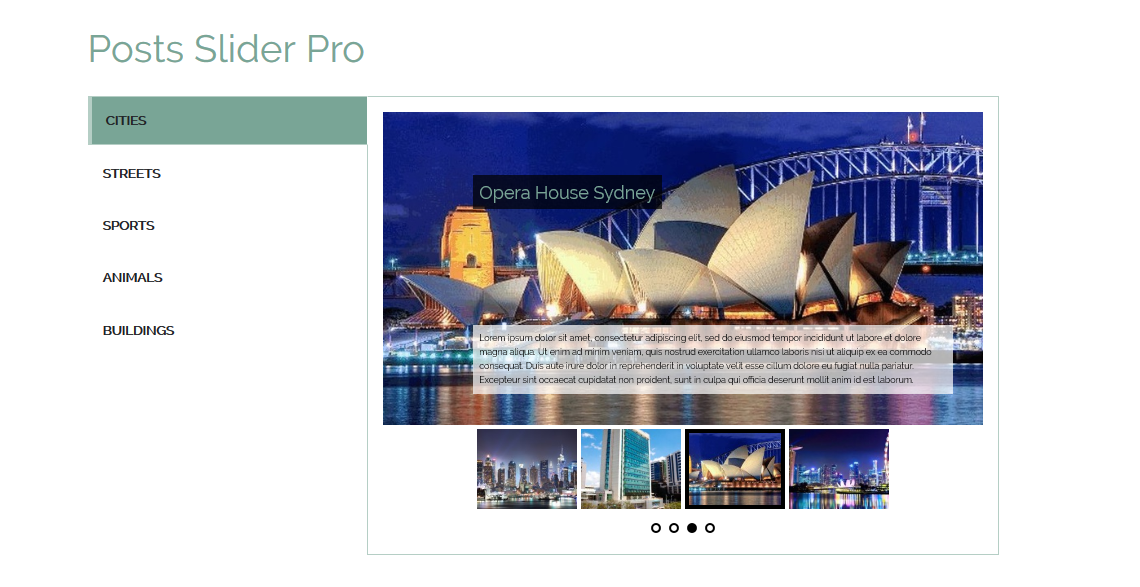 Posts Slider Pro
CITIES
STREETS
SPORTS
ANIMALS
BUILDINGS
Opera House Sydney
Lorem ipsum dolor sit amet, consectetur adipiscing elit, sed do eiusmod tempor incididunt ut labore et dolore
magna aliqua. Ut enim ad minim veniam, quis nostrud exercitation ullamco laboris nisi ut aliquip ex ea commodo
consequat. Duis aute irure dolor in reprehenderit in voluptate velit esse cillum dolore eu fugiat nulla pariatur.
Excepteur sint occaecat cupidatat non proident, sunt in culpa qui officia deserunt mollit anim id est laborum.